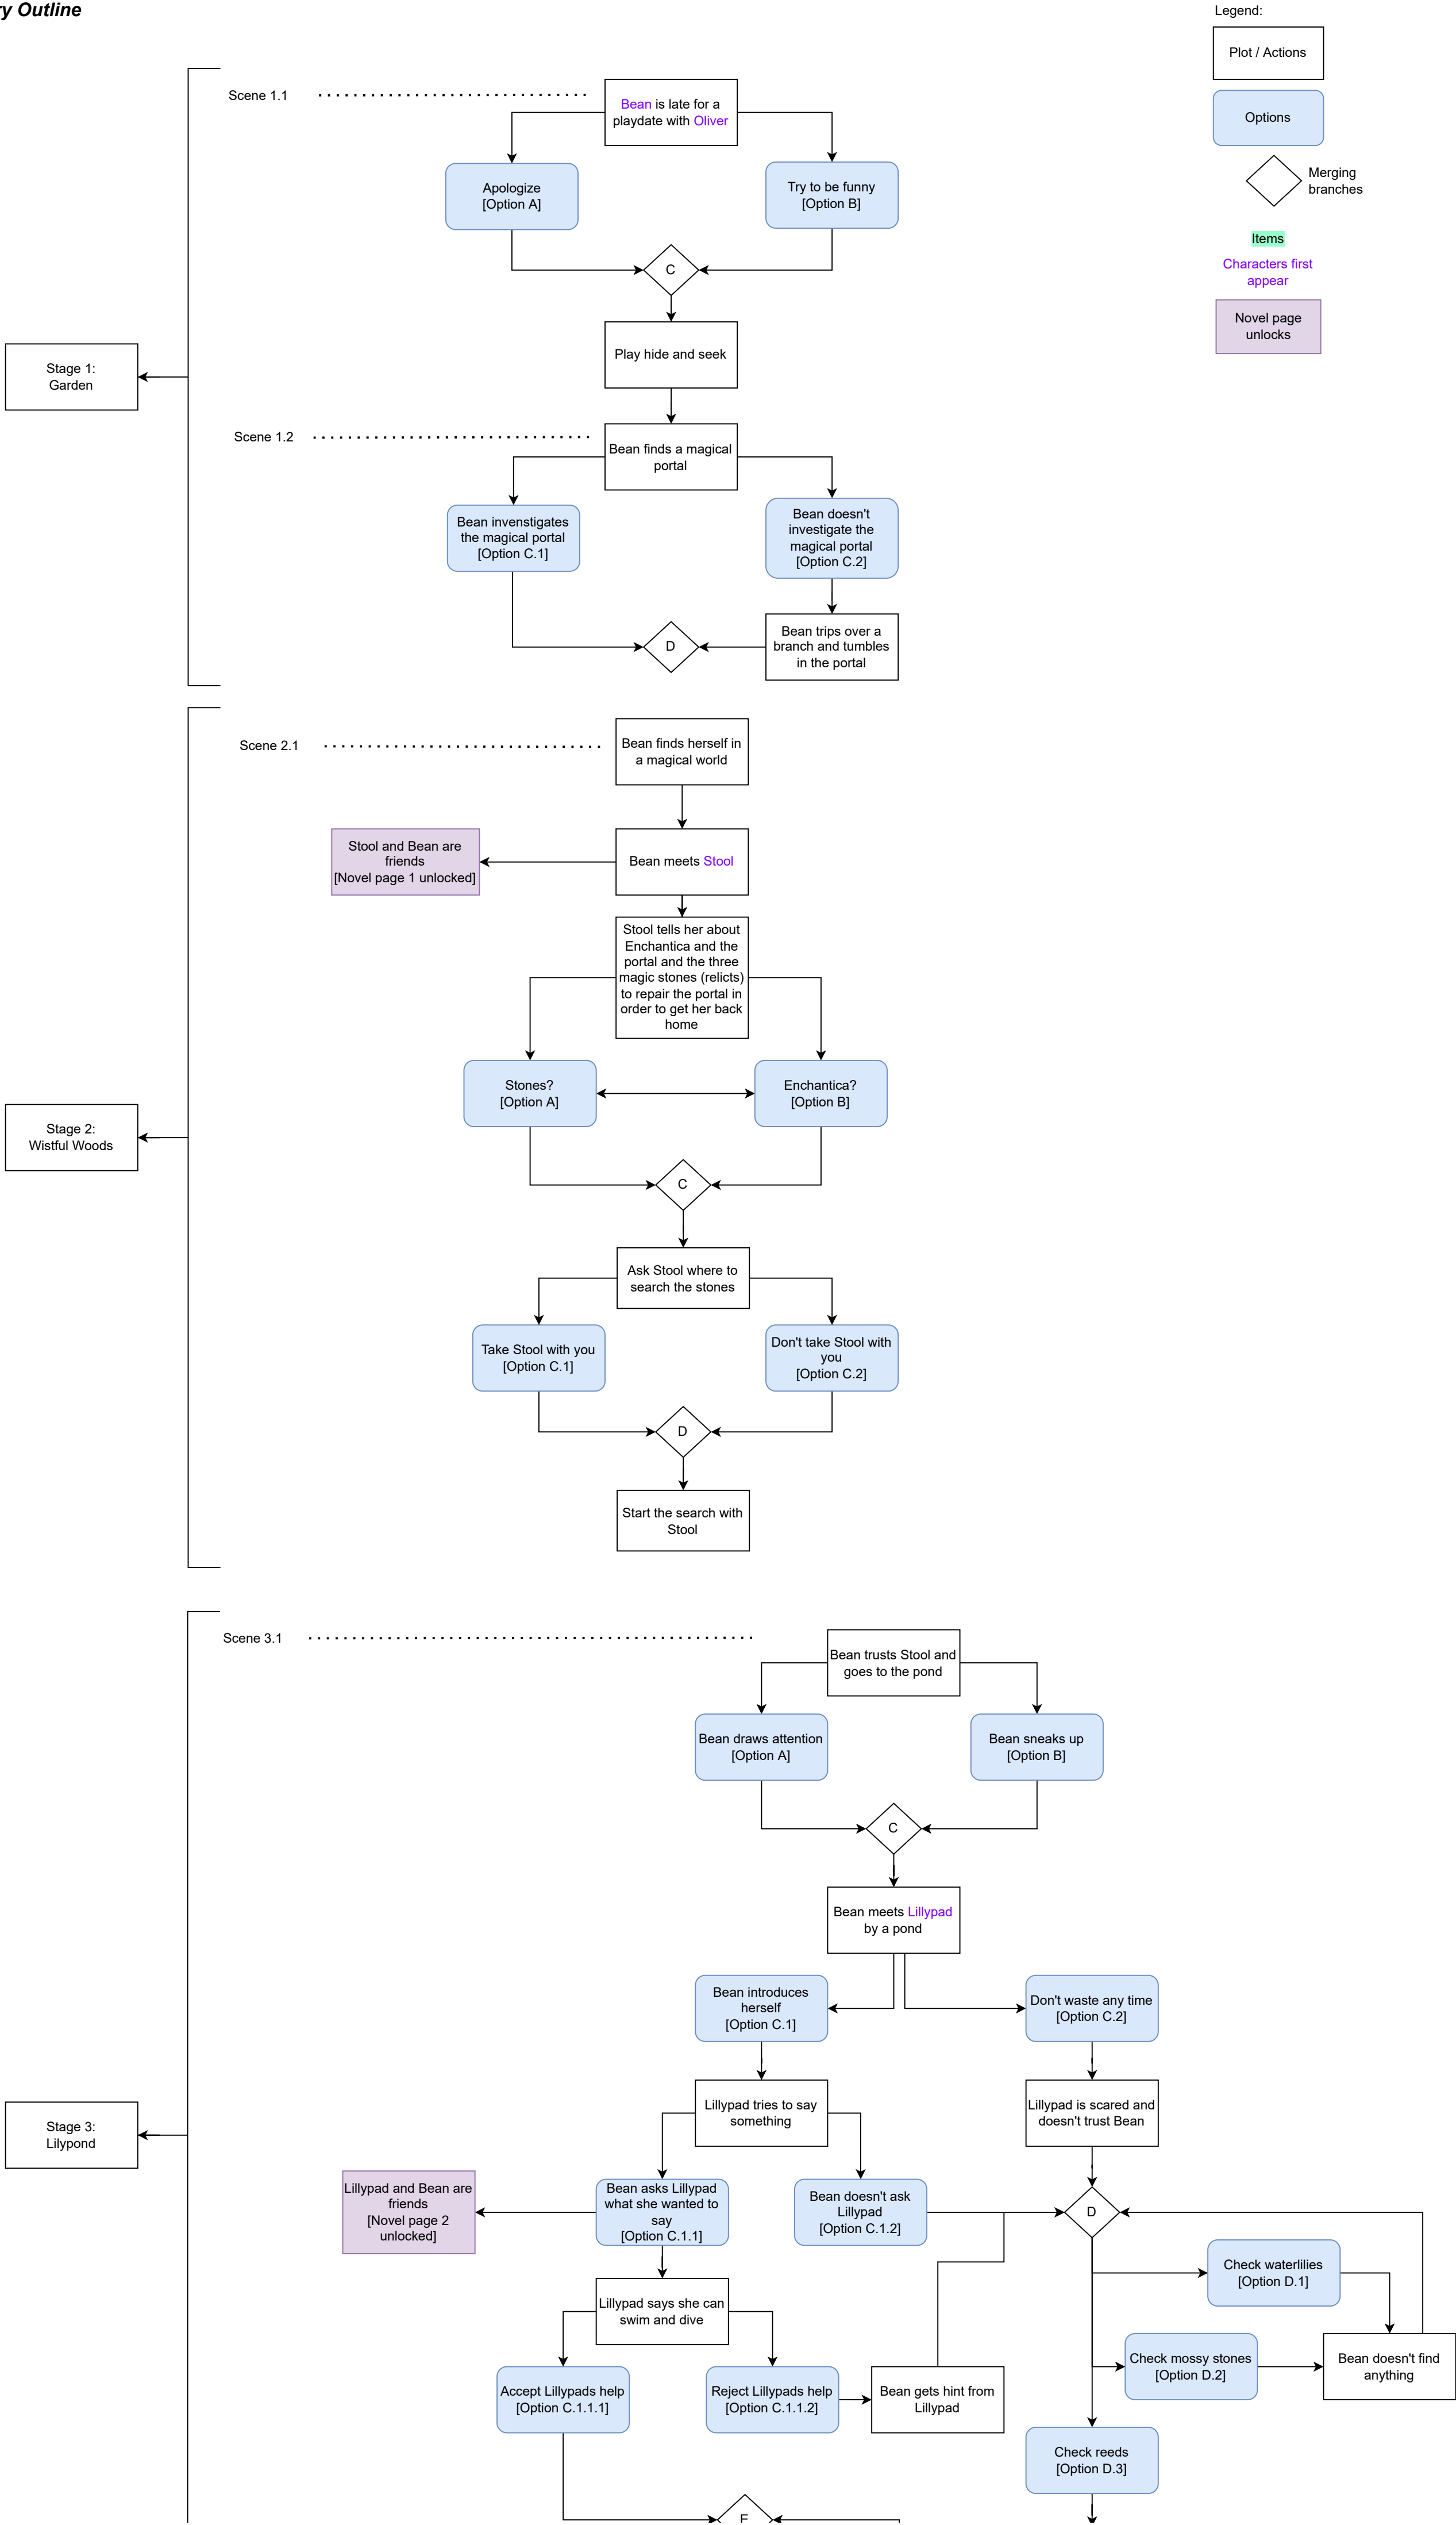 ry Outline
Legend:
Plot / Actions
Options
Merging
branches
Items
Characters first
appear
Novel page
unlocks
Stage 1:
Garden
Scene 1.1
Bean is late for a
playdate with Oliver
Apologize
[Option A]
Try to be funny
[Option B]
C
Play hide and seek
Scene 1.2
Bean finds a magical
portal
Bean invenstigates
the magical portal
[Option C.1]
Bean doesn't
investigate the
magical portal
[Option C.2]
D
Bean trips over a
branch and tumbles
in the portal
Stage 2:
Wistful Woods
Scene 2.1
Bean finds herself in
a magical world
Stool and Bean are
friends
[Novel page 1 unlocked]
Bean meets Stool
Stool tells her about
Enchantica and the
portal and the three
magic stones (relicts)
to repair the portal in
order to get her back
home
Stones?
[Option A]
Enchantica?
[Option B]
C
Ask Stool where to
search the stones
Take Stool with you
[Option C.1]
Don't take Stool with
you
[Option C.2]
D
Start the search with
Stool
Stage 3:
Lilypond
Scene 3.1
Bean trusts Stool and
goes to the pond
Bean draws attention
[Option A]
Bean sneaks up
[Option B]
C
Bean meets Lillypad
by a pond
Bean introduces
herself
[Option C.1]
Don't waste any time
[Option C.2]
Lillypad tries to say
something
Lillypad is scared and
doesn't trust Bean
Lillypad and Bean are
friends
[Novel page 2
unlocked]
Bean asks Lillypad
what she wanted to
say
[Option C.1.1]
Bean doesn't ask
Lillypad
[Option C.1.2]
D
Check waterlilies
[Option D.1]
Lillypad says she can
swim and dive
Check mossy stones
[Option D.2]
Bean doesn't find
anything
Accept Lillypads help
[Option C.1.1.1]
Reject Lillypads help
[Option C.1.1.2]
Bean gets hint from
Lillypad
Check reeds
[Option D.3]